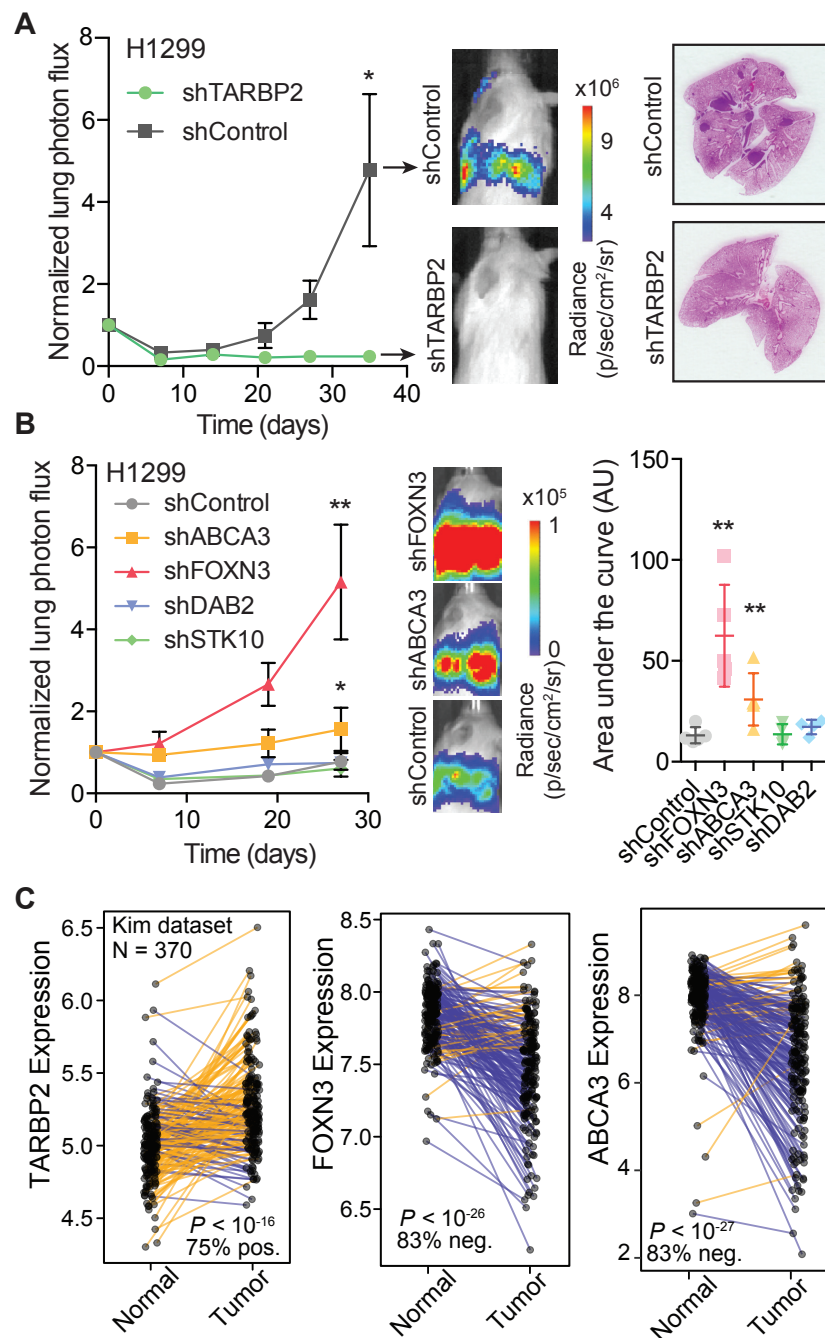 A
H1299
shTARBP2
shControl
*
Normalized lung photon flux
8
6
4
2
0
0
10
20
30
40
Time (days)
shControl
shTARBP2
x10⁶
9
4
Radiance
(p/sec/cm²/sr)
shControl
shTARBP2
B
H1299
shControl
shABCA3
shFOXN3
shDAB2
shSTK10
**
*
Normalized lung photon flux
8
6
4
2
0
0
10
20
30
Time (days)
shFOXN3
shABCA3
shControl
x10⁵
1
0
Radiance
(p/sec/cm²/sr)
Area under the curve (AU)
150
100
50
0
**
**
shControl
shFOXN3
shABCA3
shSTK10
shDAB2
C
Kim dataset
N = 370
TARBP2 Expression
6.5
6.0
5.5
5.0
4.5
P < 10⁻¹⁶
75% pos.
Normal
Tumor
FOXN3 Expression
8.5
8.0
7.5
7.0
6.5
P < 10⁻²⁶
83% neg.
Normal
Tumor
ABCA3 Expression
8
6
4
2
P < 10⁻²⁷
83% neg.
Normal
Tumor